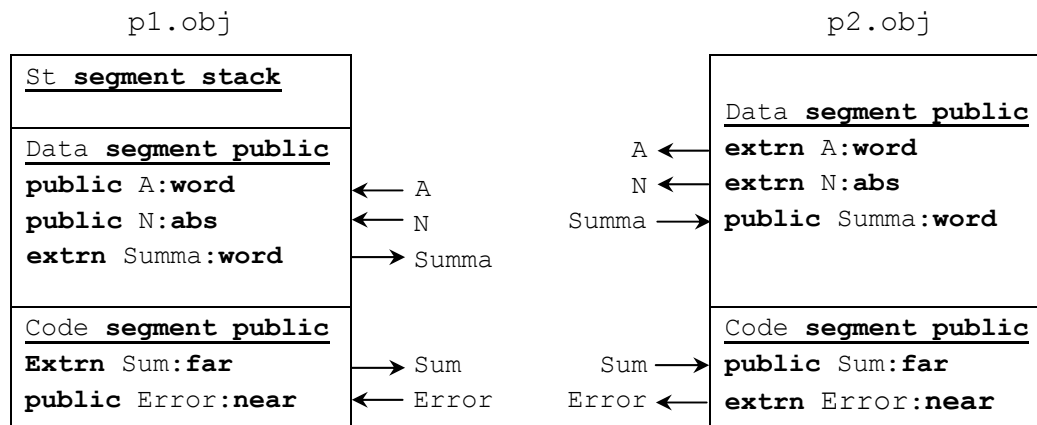 p1.obj
St segment stack
Data segment public
public A:word
public N:abs
extrn Summa:word
Code segment public
Extrn Sum:far
public Error:near
A
N
Summa
Sum
Error
p2.obj
A
N
Summa
Sum
Error
Data segment public
extrn A:word
extrn N:abs
public Summa:word
Code segment public
public Sum:far
extrn Error:near